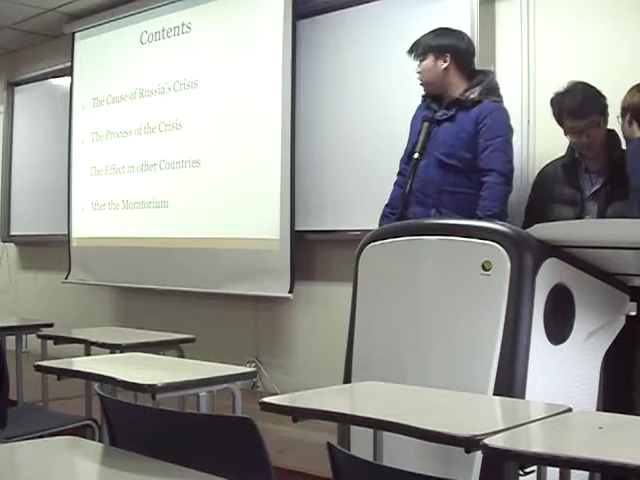 Contents
The Cause of Russia's Crisis
The Process of the Crisis
The Effect in other Countries
After the Moratorium